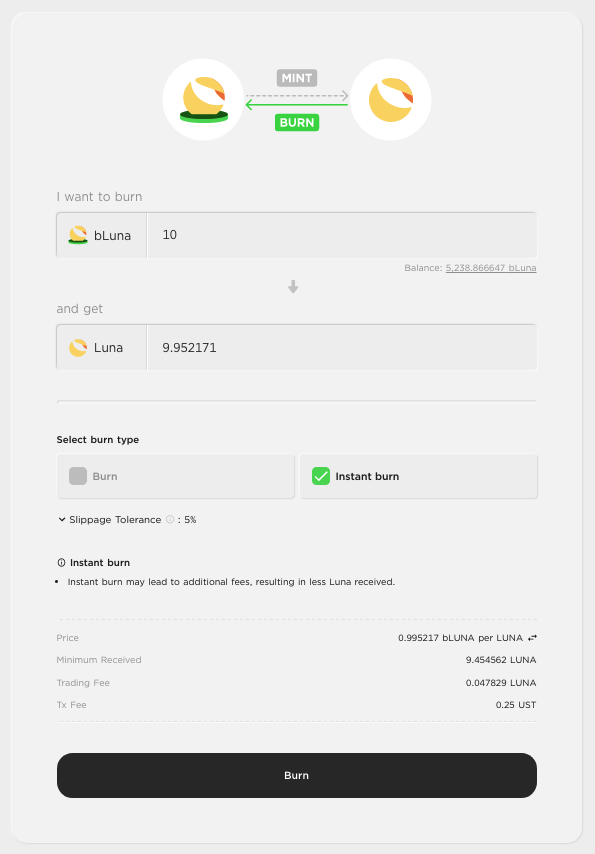 MINT
BURN
I want to burn
bLuna 10
Balance: 5,238.866647 bLuna
and get
Luna 9.952171
Select burn type
Burn Instant burn
Slippage Tolerance : 5%
Instant burn
• Instant burn may lead to additional fees, resulting in less Luna received.
Price 0.995217 bLUNA per LUNA
Minimum Received 9.454562 LUNA
Trading Fee 0.047829 LUNA
Tx Fee 0.25 UST
Burn